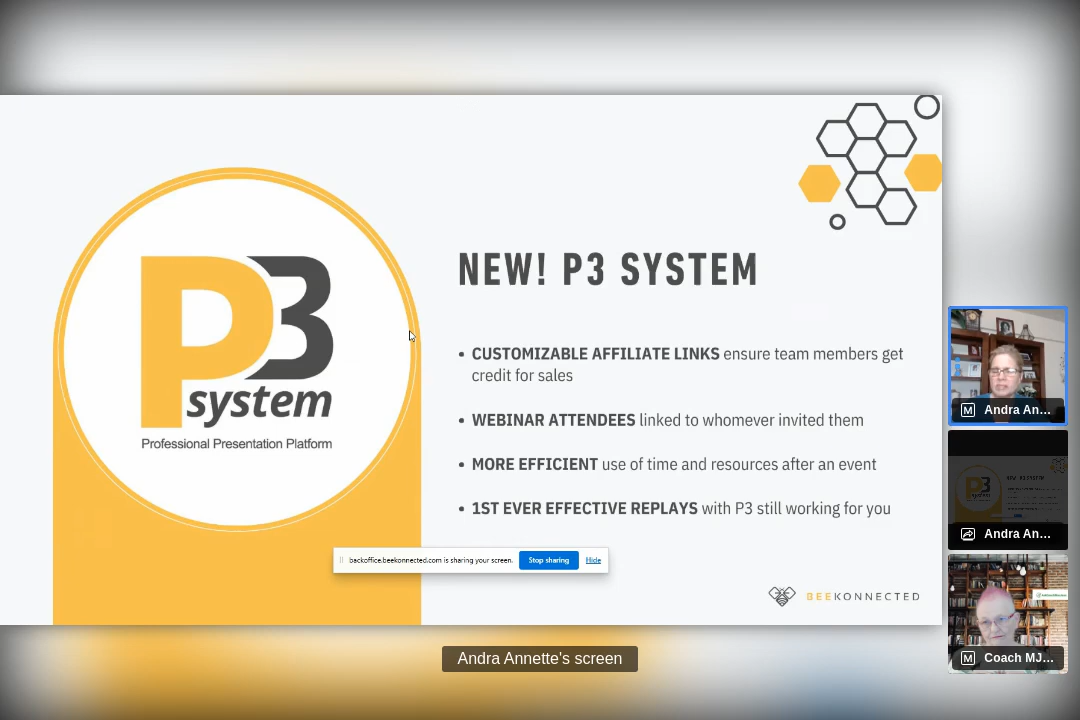 P3
system
Professional Presentation Platform
NEW! P3 SYSTEM
• CUSTOMIZABLE AFFILIATE LINKS ensure team members get
credit for sales
• WEBINAR ATTENDEES linked to whomever invited them
• MORE EFFICIENT use of time and resources after an event
• 1ST EVER EFFECTIVE REPLAYS with P3 still working for you
backoffice.beekonnected.com is sharing your screen.
Stop sharing
Hide
BEEKONNECTED
Andra Annette's screen
M Andra An...
Andra An...
M Coach MJ...